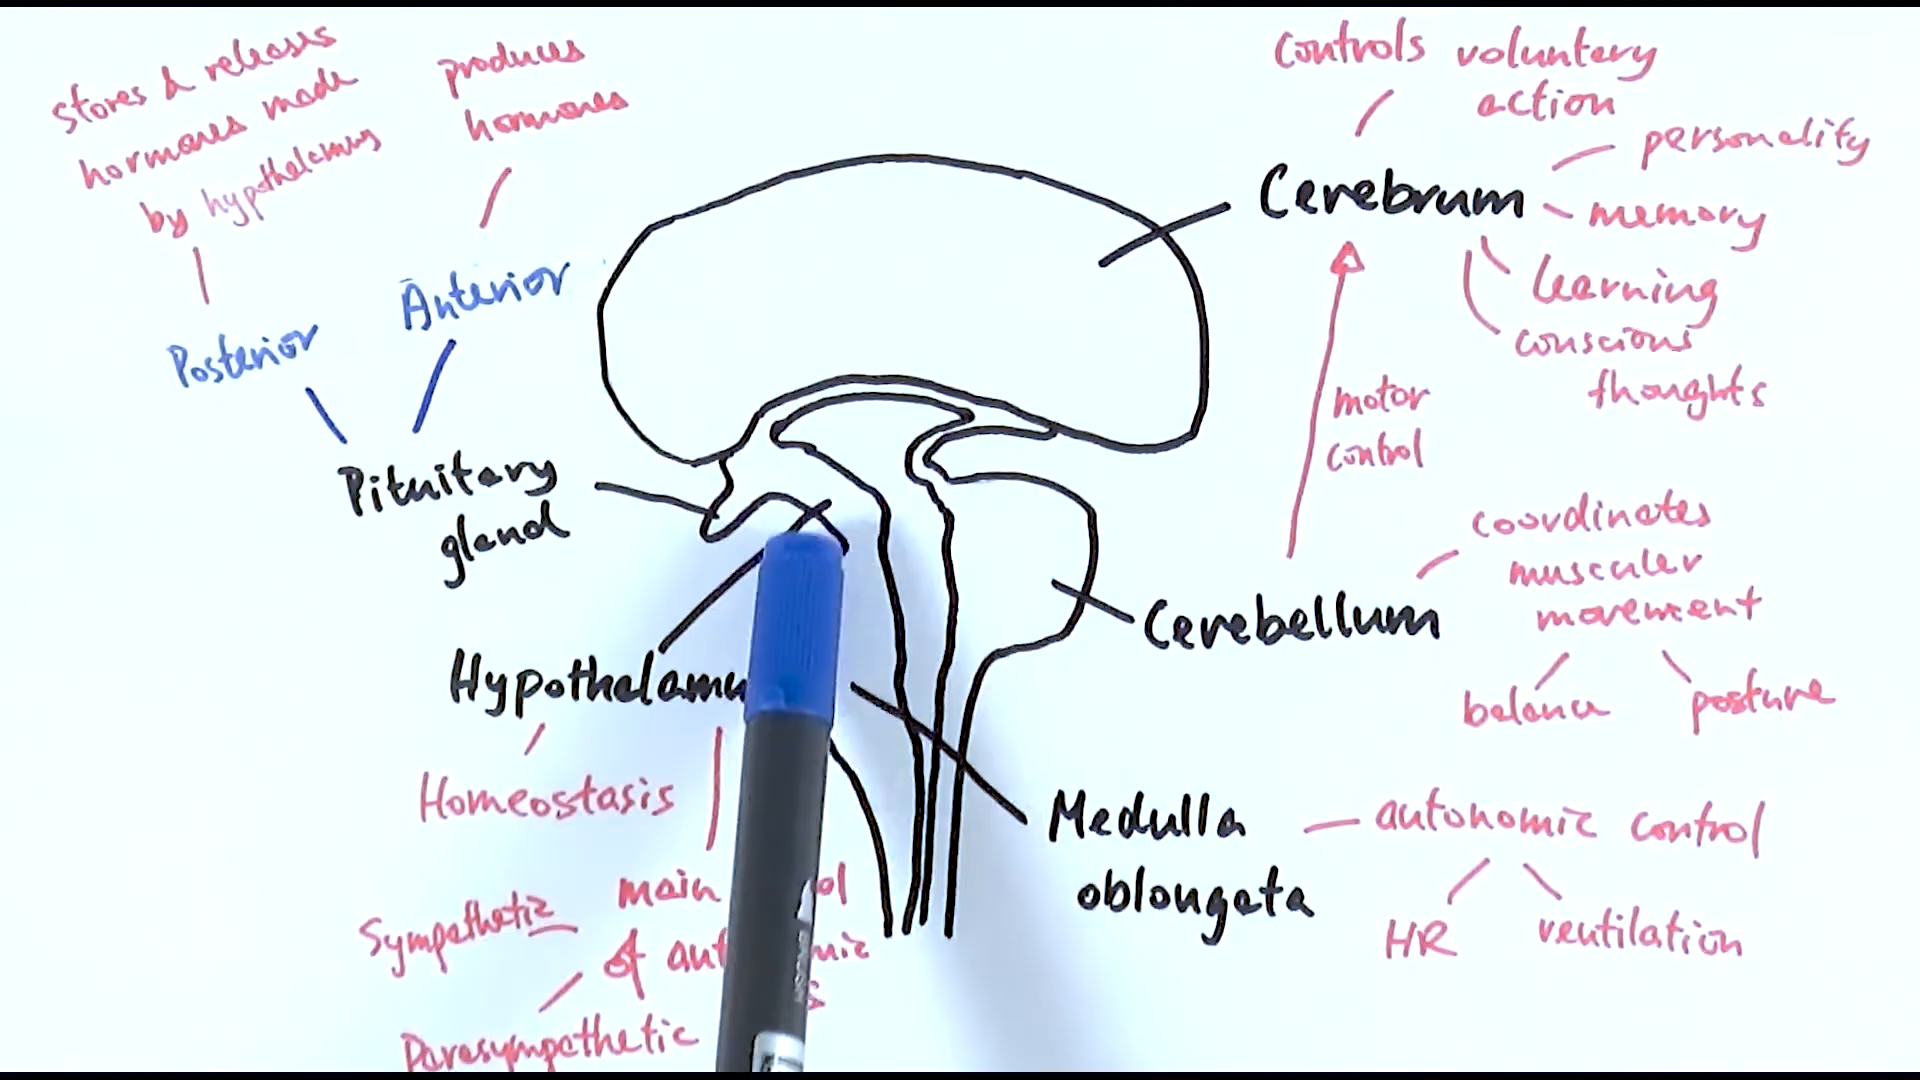 stores & releases
hormones made
by hypothalamus
produces
hormones
Posterior
Anterior
Pituitary
gland
Homeostasis
main
of
Sympathetic
Parasympathetic
controls voluntary
action
Cerebrum
personality
memory
learning
conscious
thoughts
motor
control
Cerebellum
coordinates
muscular
movement
balance
posture
Medulla
oblongata
autonomic control
HR
ventilation